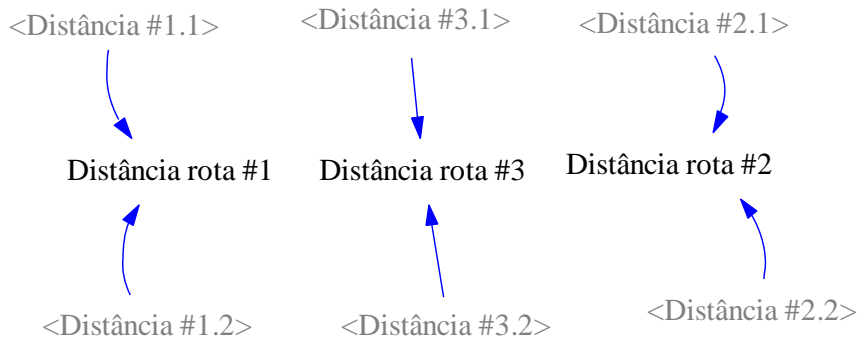 <Distância #1.1>
<Distância #3.1>
<Distância #2.1>
Distância rota #1
Distância rota #3
Distância rota #2
<Distância #1.2>
<Distância #3.2>
<Distância #2.2>